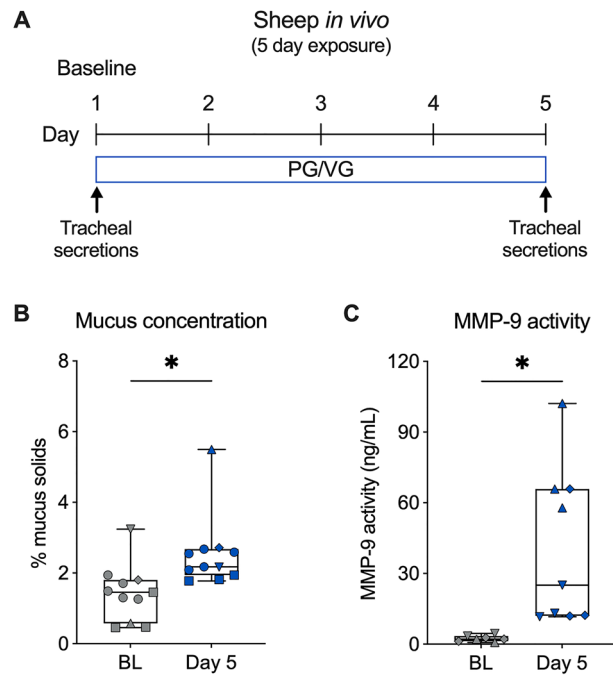 A
Sheep in vivo
(5 day exposure)
Baseline
1 2 3 4 5
Day
PG/VG
Tracheal
secretions
Tracheal
secretions
B
Mucus concentration
8
6
4
2
0
% mucus solids
*
BL Day 5
C
MMP-9 activity
120
90
60
30
0
MMP-9 activity (ng/mL)
*
BL Day 5